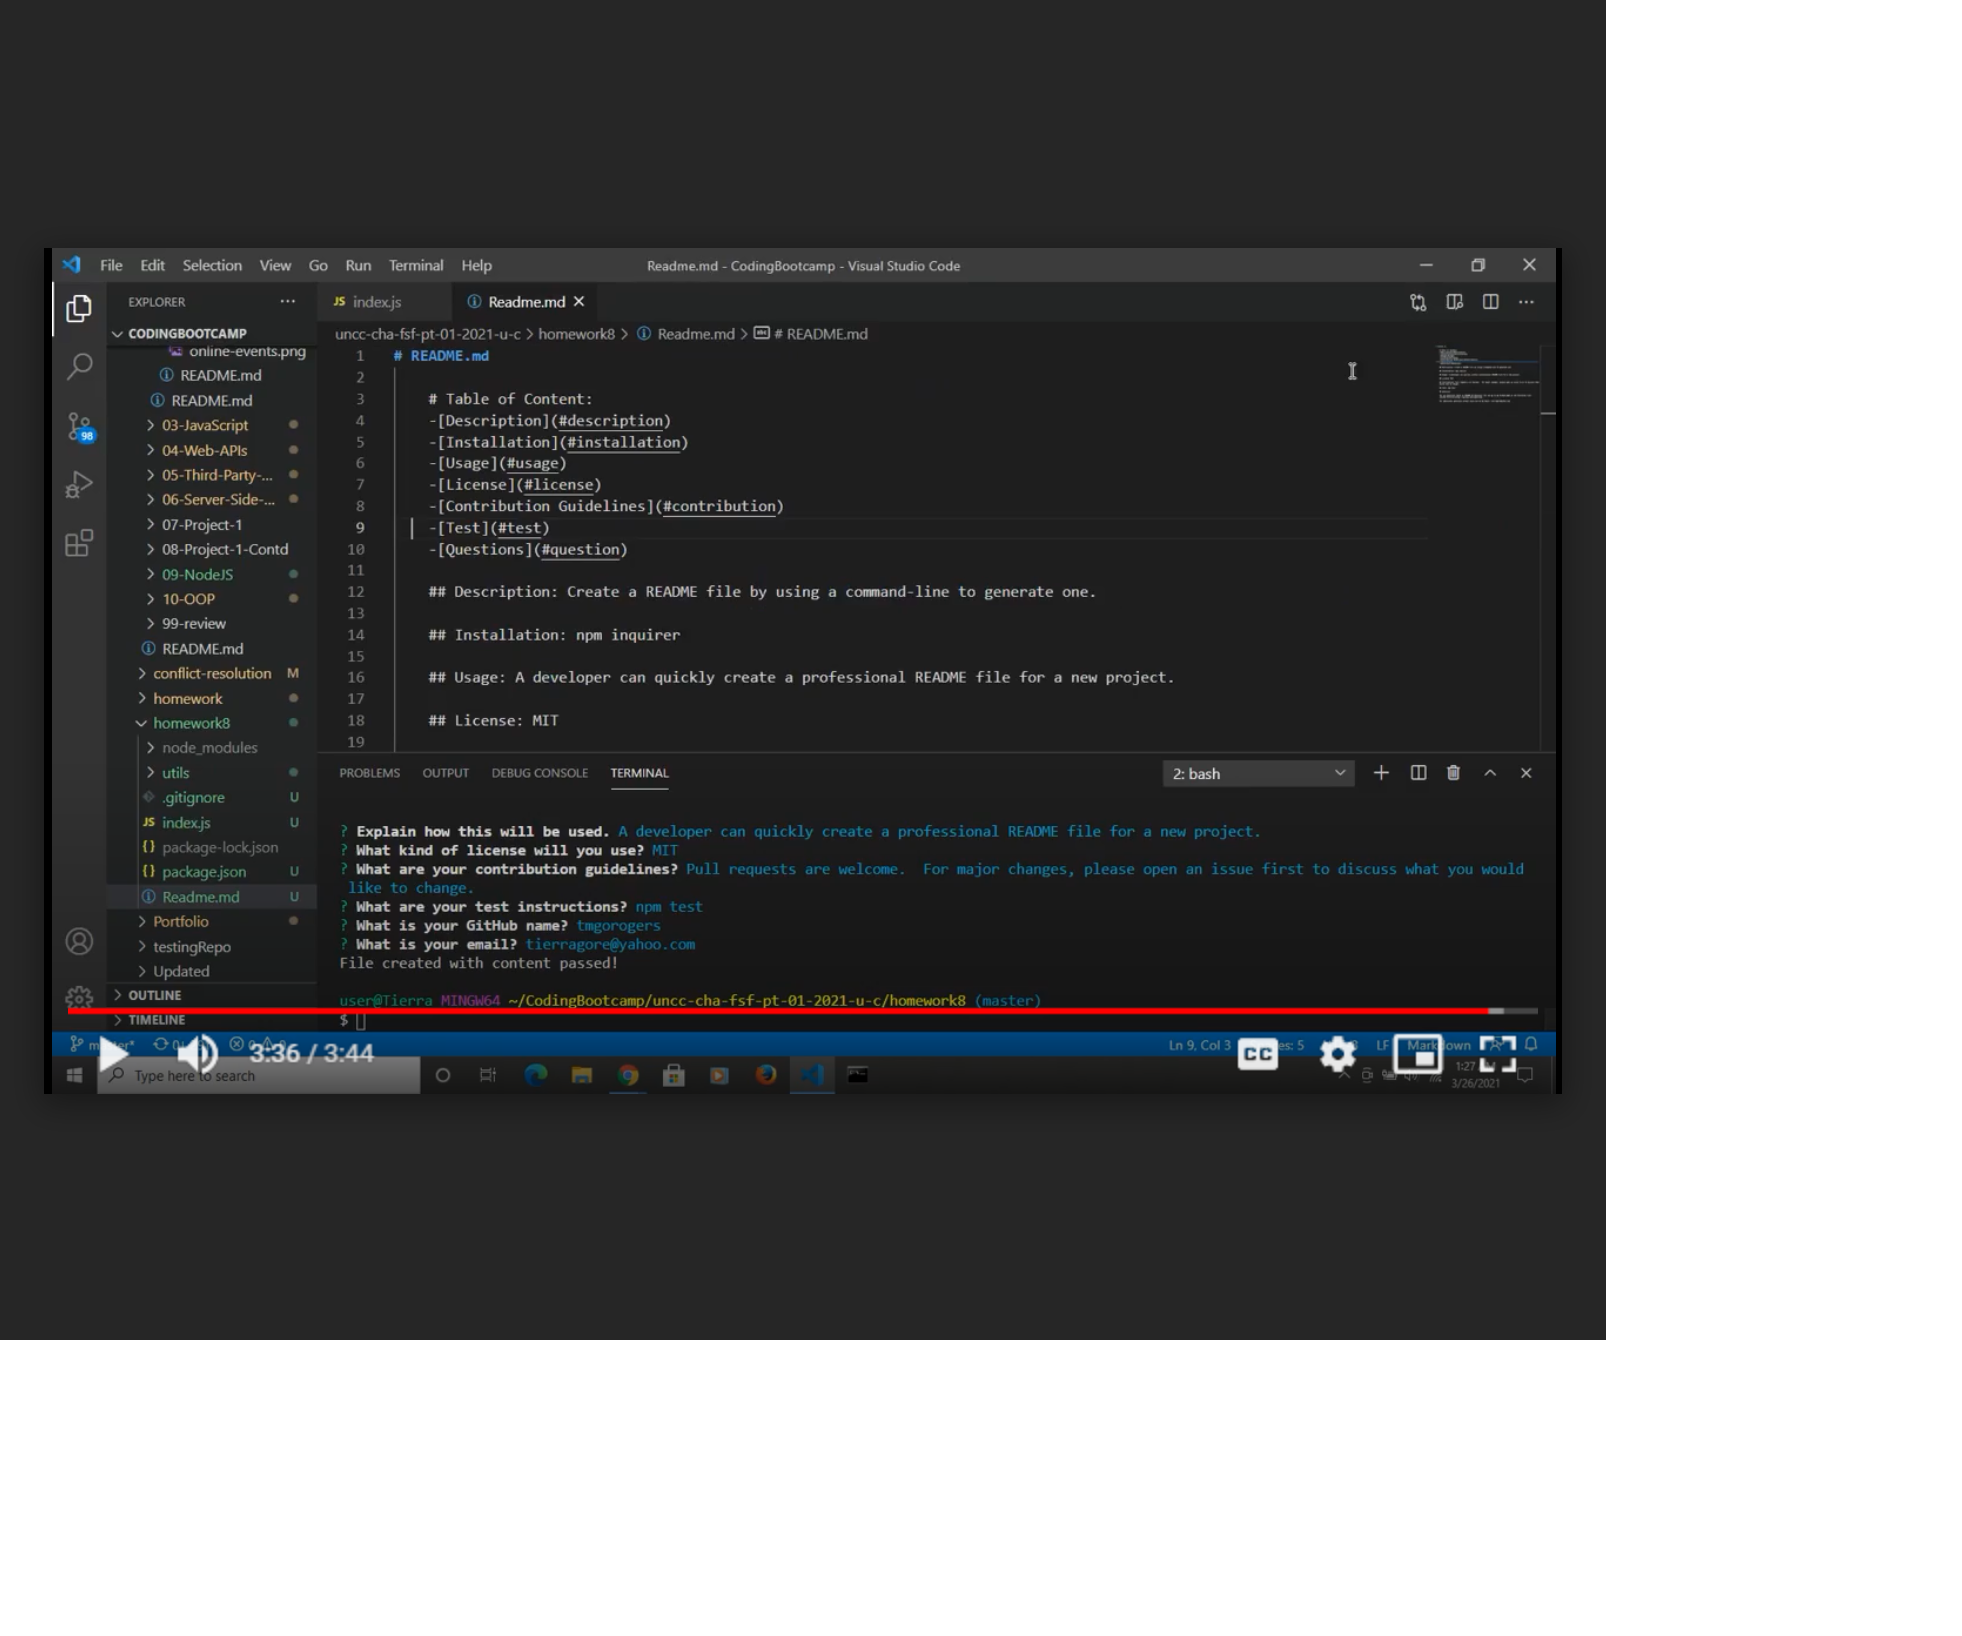 File Edit Selection View Go Run Terminal Help Readme.md - CodingBootcamp - Visual Studio Code
EXPLORER
JS index.js
Readme.md
CODINGBOOTCAMP
uncc-cha-fsf-pt-01-2021-u-c > homework8 > Readme.md > # README.md
online-events.png
README.md
README.md
03-JavaScript
04-Web-APIs
05-Third-Party-...
06-Server-Side-...
07-Project-1
08-Project-1-Contd
09-NodeJS
10-OOP
99-review
README.md
conflict-resolution M
homework
homework8
node_modules
utils
.gitignore U
JS index.js U
{} package-lock.json
{} package.json U
Readme.md U
Portfolio
testingRepo
Updated
OUTLINE
TIMELINE
98
1 # README.md
2
3 # Table of Content:
4 -[Description](#description)
5 -[Installation](#installation)
6 -[Usage](#usage)
7 -[License](#license)
8 -[Contribution Guidelines](#contribution)
9 -[Test](#test)
10 -[Questions](#question)
11
12 ## Description: Create a README file by using a command-line to generate one.
13
14 ## Installation: npm inquirer
15
16 ## Usage: A developer can quickly create a professional README file for a new project.
17
18 ## License: MIT
19
PROBLEMS OUTPUT DEBUG CONSOLE TERMINAL 2: bash
? Explain how this will be used. A developer can quickly create a professional README file for a new project.
? What kind of license will you use? MIT
? What are your contribution guidelines? Pull requests are welcome.  For major changes, please open an issue first to discuss what you would
like to change.
? What are your test instructions? npm test
? What is your GitHub name? tmgorogers
? What is your email? tierragore@yahoo.com
File created with content passed!
user@Tierra MINGW64 ~/CodingBootcamp/uncc-cha-fsf-pt-01-2021-u-c/homework8 (master)
$
3:36 / 3:44
Ln 9, Col 3
CC
LF
Type here to search
3/26/2021